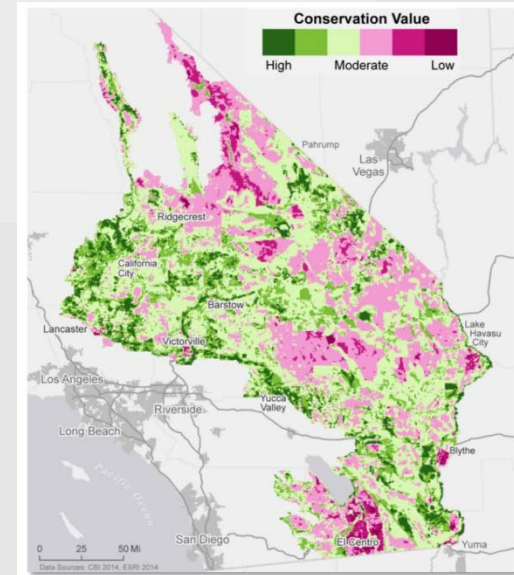 Conservation Value
High Moderate Low
Pahrump
Las
Vegas
Ridgecrest
California
City
Barstow
Lancaster
Victorville
Lake
Havasu
City
Los Angeles
Riverside
Yucca
Valley
Long Beach
Blythe
Pacific Ocean
San Diego
El Centro
Yuma
0 25 50 Mi
Data Sources: CBI 2014, ESRI 2014